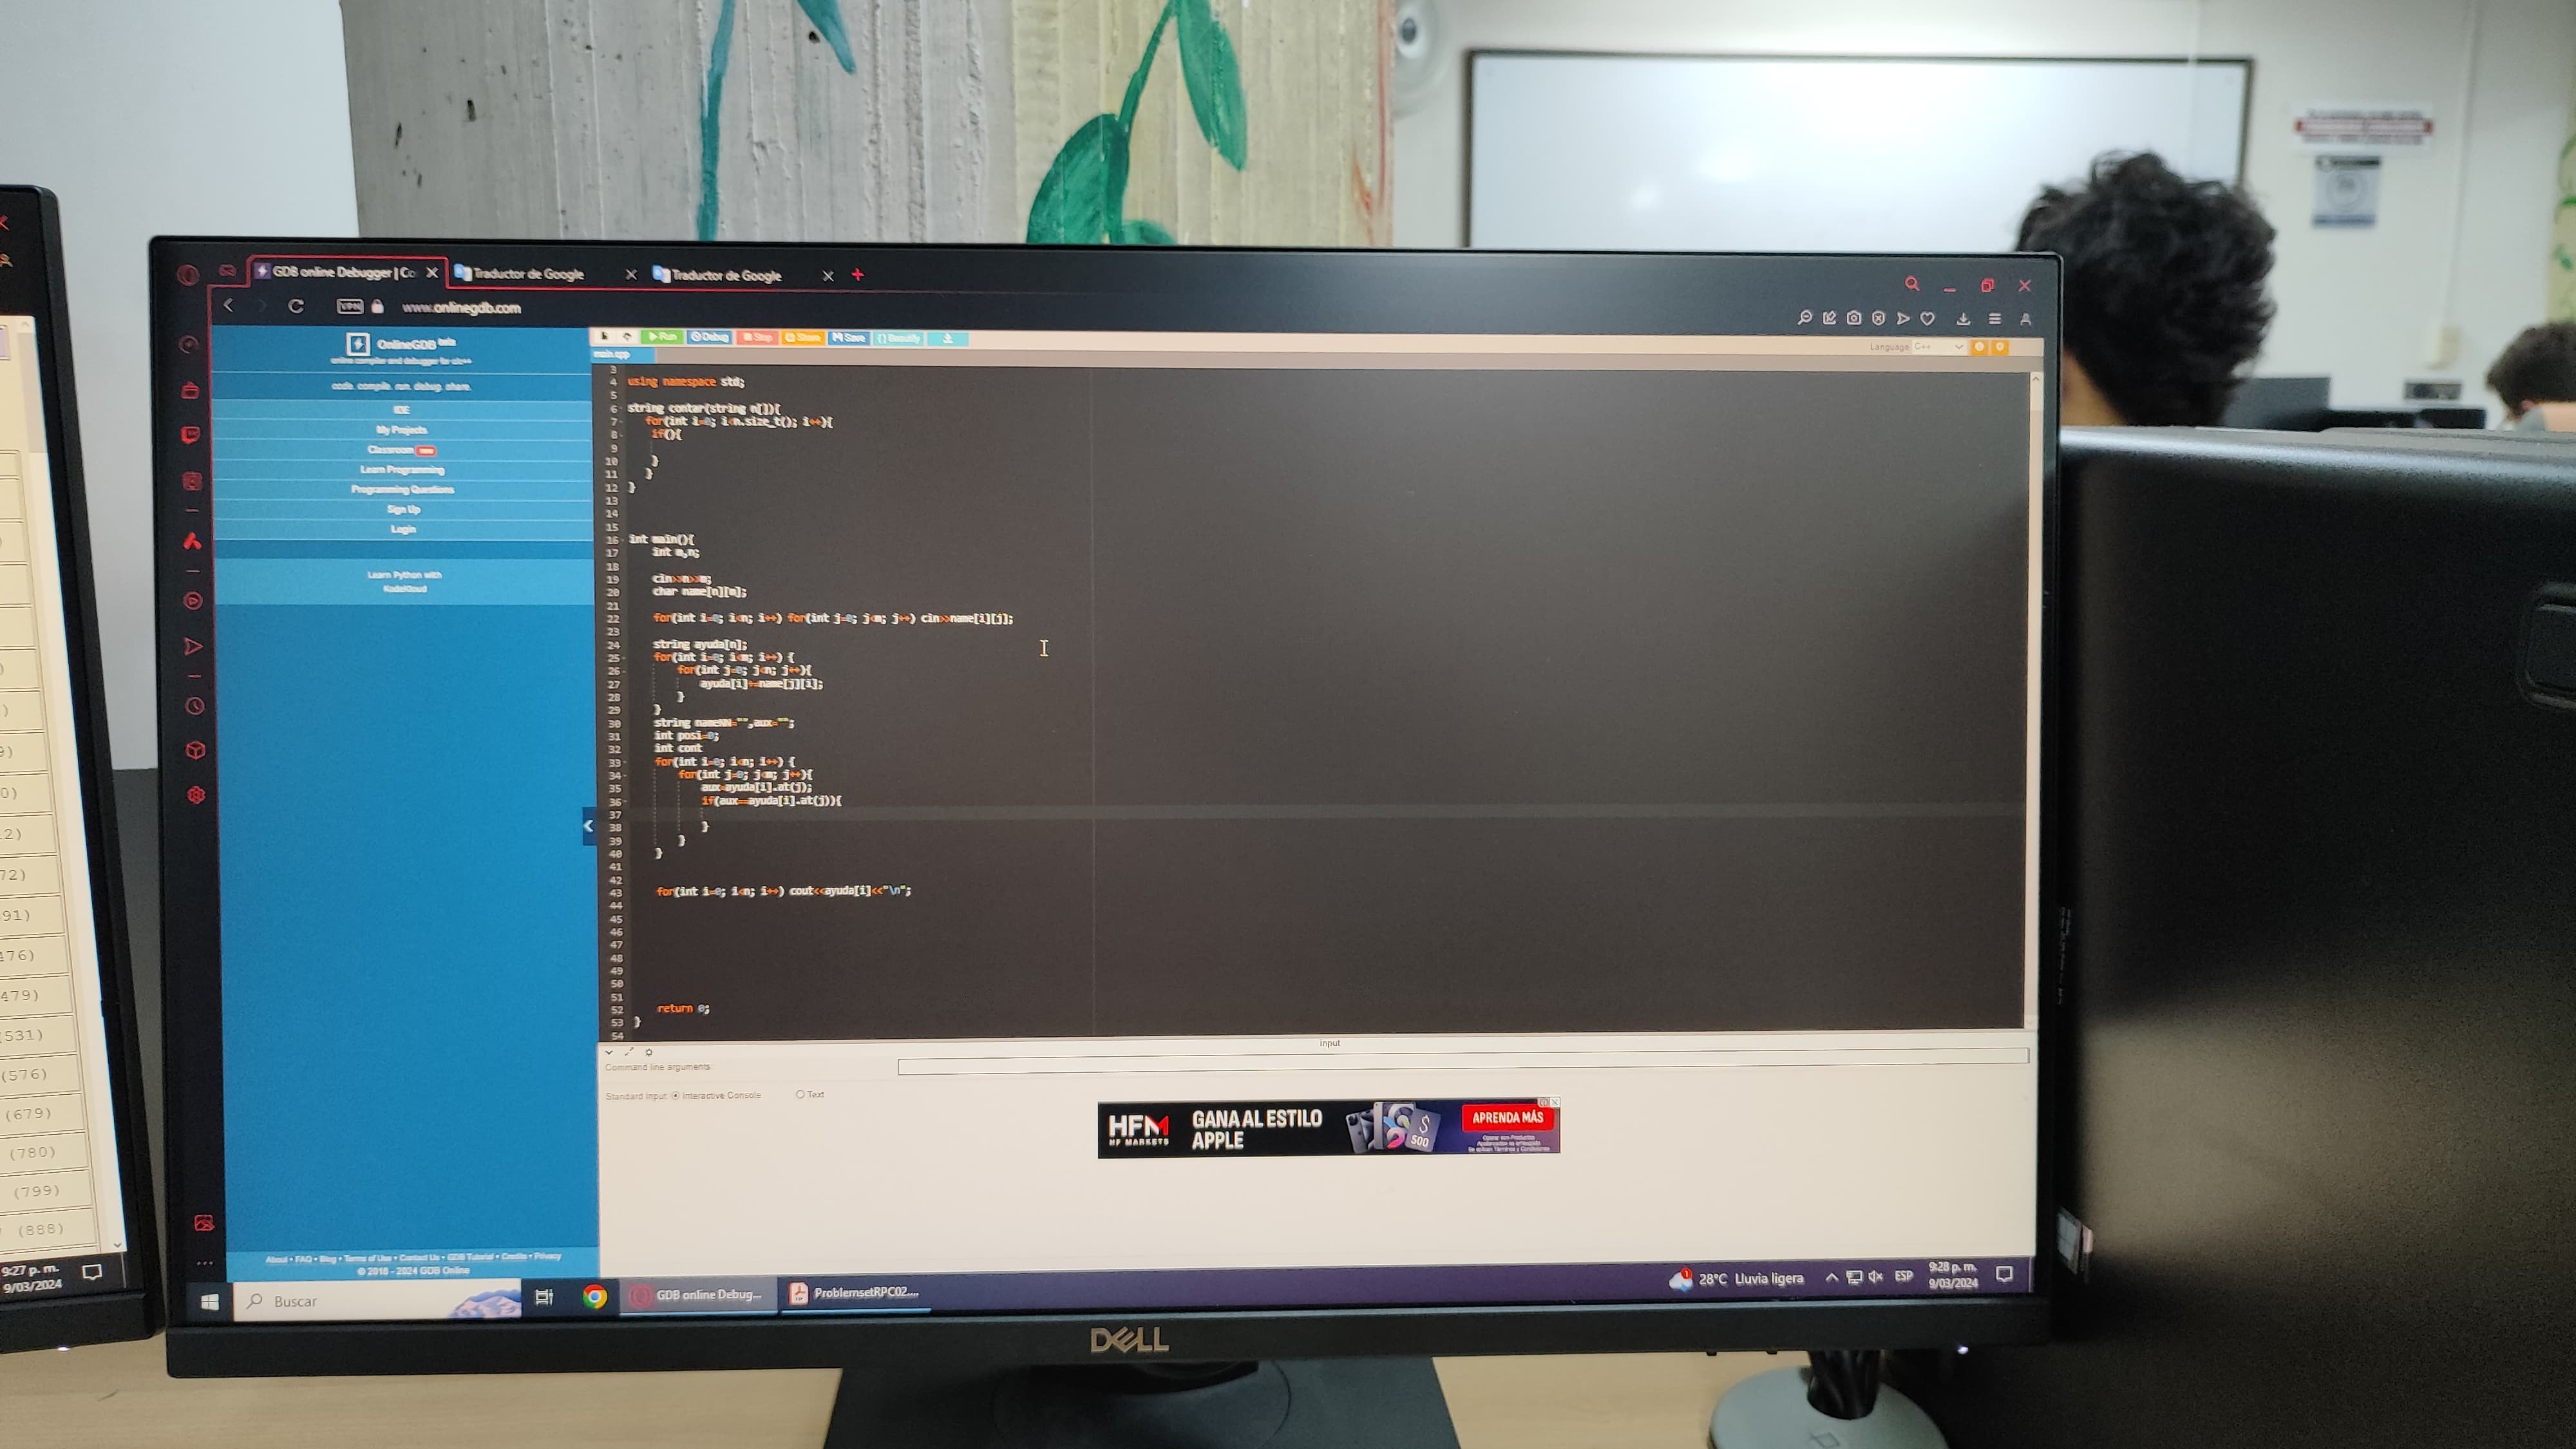 GDB online Debugger | Co
Traductor de Google
Traductor de Google
VPN
www.onlinegdb.com
OnlineGDB beta
online compiler and debugger for c/c++
code. compile. run. debug. share.
IDE
My Projects
Classroom new
Learn Programming
Programming Questions
Sign Up
Login
Learn Python with
KodeKloud
Run Debug Stop Share Save {} Beautify
Language C++
main.cpp
3
4 using namespace std;
5
6 string contar(string n[]){
7 for(int i=0; i<n.size_t(); i++){
8 if(){
9
10 }
11 }
12 }
13
14
15
16 int main(){
17 int m,n;
18
19 cin>>n>>m;
20 char name[n][m];
21
22 for(int i=0; i<n; i++) for(int j=0; j<m; j++) cin>>name[i][j];
23
24 string ayuda[n];
25 for(int i=0; i<m; i++) {
26 for(int j=0; j<n; j++){
27 ayuda[i]+=name[j][i];
28 }
29 }
30 string nameNN="",aux="";
31 int posi=0;
32 int cont
33 for(int i=0; i<n; i++) {
34 for(int j=0; j<m; j++){
35 aux=ayuda[i].at(j);
36 if(aux==ayuda[i].at(j)){
37
38 }
39 }
40 }
41
42
43 for(int i=0; i<n; i++) cout<<ayuda[i]<<"\n";
44
45
46
47
48
49
50
51
52 return 0;
53 }
54
input
Command line arguments:
Standard Input: Interactive Console Text
HFM
HF MARKETS
GANA AL ESTILO
APPLE
$
500
APRENDA MÁS
About • FAQ • Blog • Terms of Use • Contact Us • GDB Tutorial • Credits • Privacy
© 2016 - 2024 GDB Online
Buscar
GDB online Debug...
ProblemsetRPC02....
28°C Lluvia ligera
ESP
9:28 p. m.
9/03/2024
DELL
476)
479)
531)
(576)
(679)
(780)
(799)
(888)
9:27 p. m.
9/03/2024